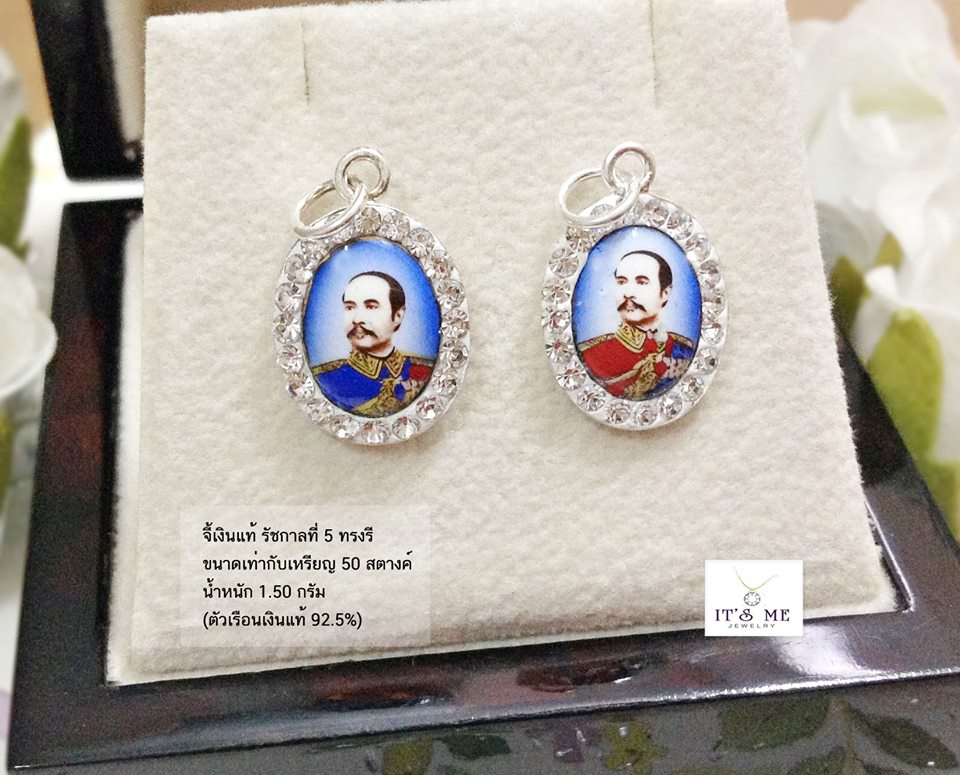 จี้เงินแท้ รัชกาลที่ 5 ทรงรี
ขนาดเท่ากับเหรียญ 50 สตางค์
น้ำหนัก 1.50 กรัม
(ตัวเรือนเงินแท้ 92.5%)
IT'S ME
JEWELRY